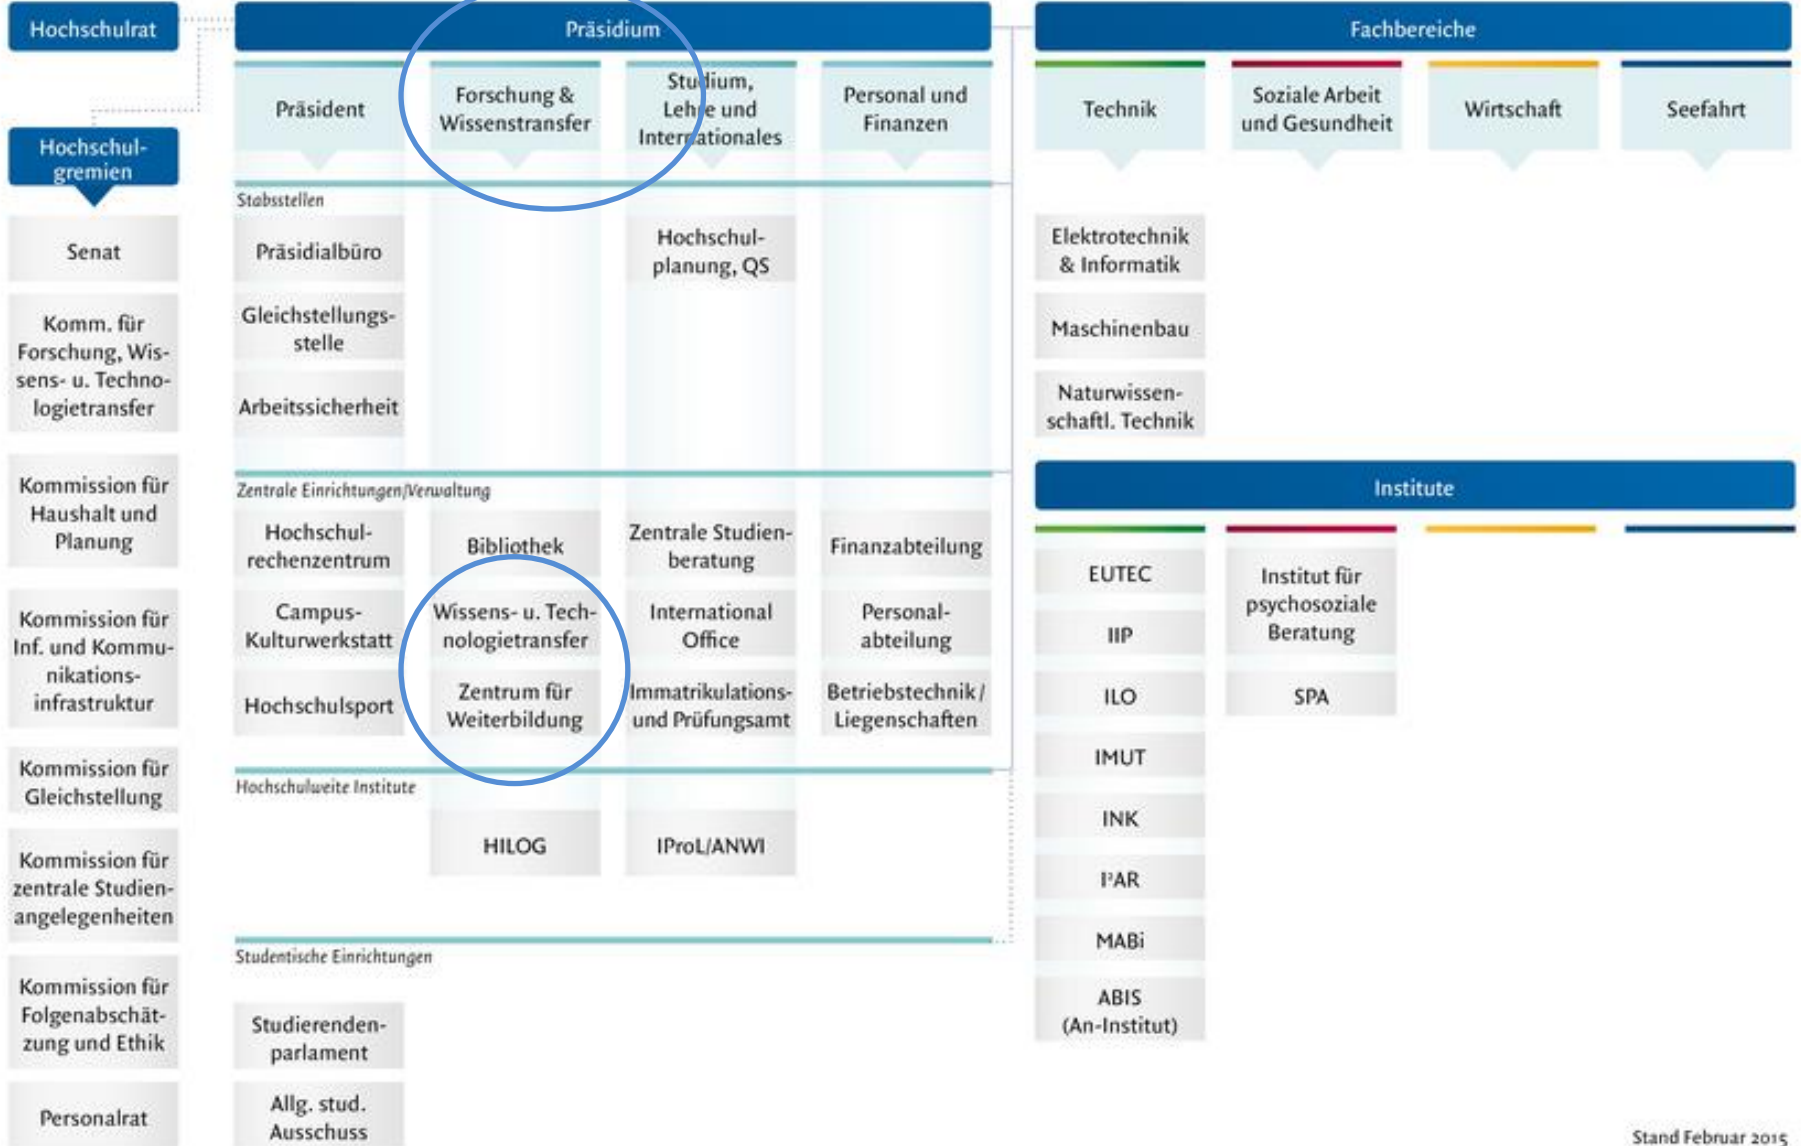 Hochschulrat
Hochschul-
gremien
Senat
Komm. für
Forschung, Wis-
sens- u. Techno-
logietransfer
Kommission für
Haushalt und
Planung
Kommission für
Inf. und Kommu-
nikations-
infrastruktur
Kommission für
Gleichstellung
Kommission für
zentrale Studien-
angelegenheiten
Kommission für
Folgenabschät-
zung und Ethik
Personalrat
Präsidium
Präsident
Forschung &
Wissenstransfer
Studium,
Lehre und
Internationales
Personal und
Finanzen
Stabsstellen
Präsidialbüro
Gleichstellungs-
stelle
Arbeitssicherheit
Hochschul-
planung, QS
Zentrale Einrichtungen/Verwaltung
Hochschul-
rechenzentrum
Campus-
Kulturwerkstatt
Hochschulsport
Bibliothek
Wissens- u. Tech-
nologietransfer
Zentrum für
Weiterbildung
Zentrale Studien-
beratung
International
Office
Immatrikulations-
und Prüfungsamt
Finanzabteilung
Personal-
abteilung
Betriebstechnik/
Liegenschaften
Hochschulweite Institute
HILOG
IProL/ANWI
Studentische Einrichtungen
Studierenden-
parlament
Allg. stud.
Ausschuss
Fachbereiche
Technik
Soziale Arbeit
und Gesundheit
Wirtschaft
Seefahrt
Elektrotechnik
& Informatik
Maschinenbau
Naturwissen-
schaftl. Technik
Institute
EUTEC
IIP
ILO
IMUT
INK
I²AR
MABi
ABIS
(An-Institut)
Institut für
psychosoziale
Beratung
SPA
Stand Februar 2015